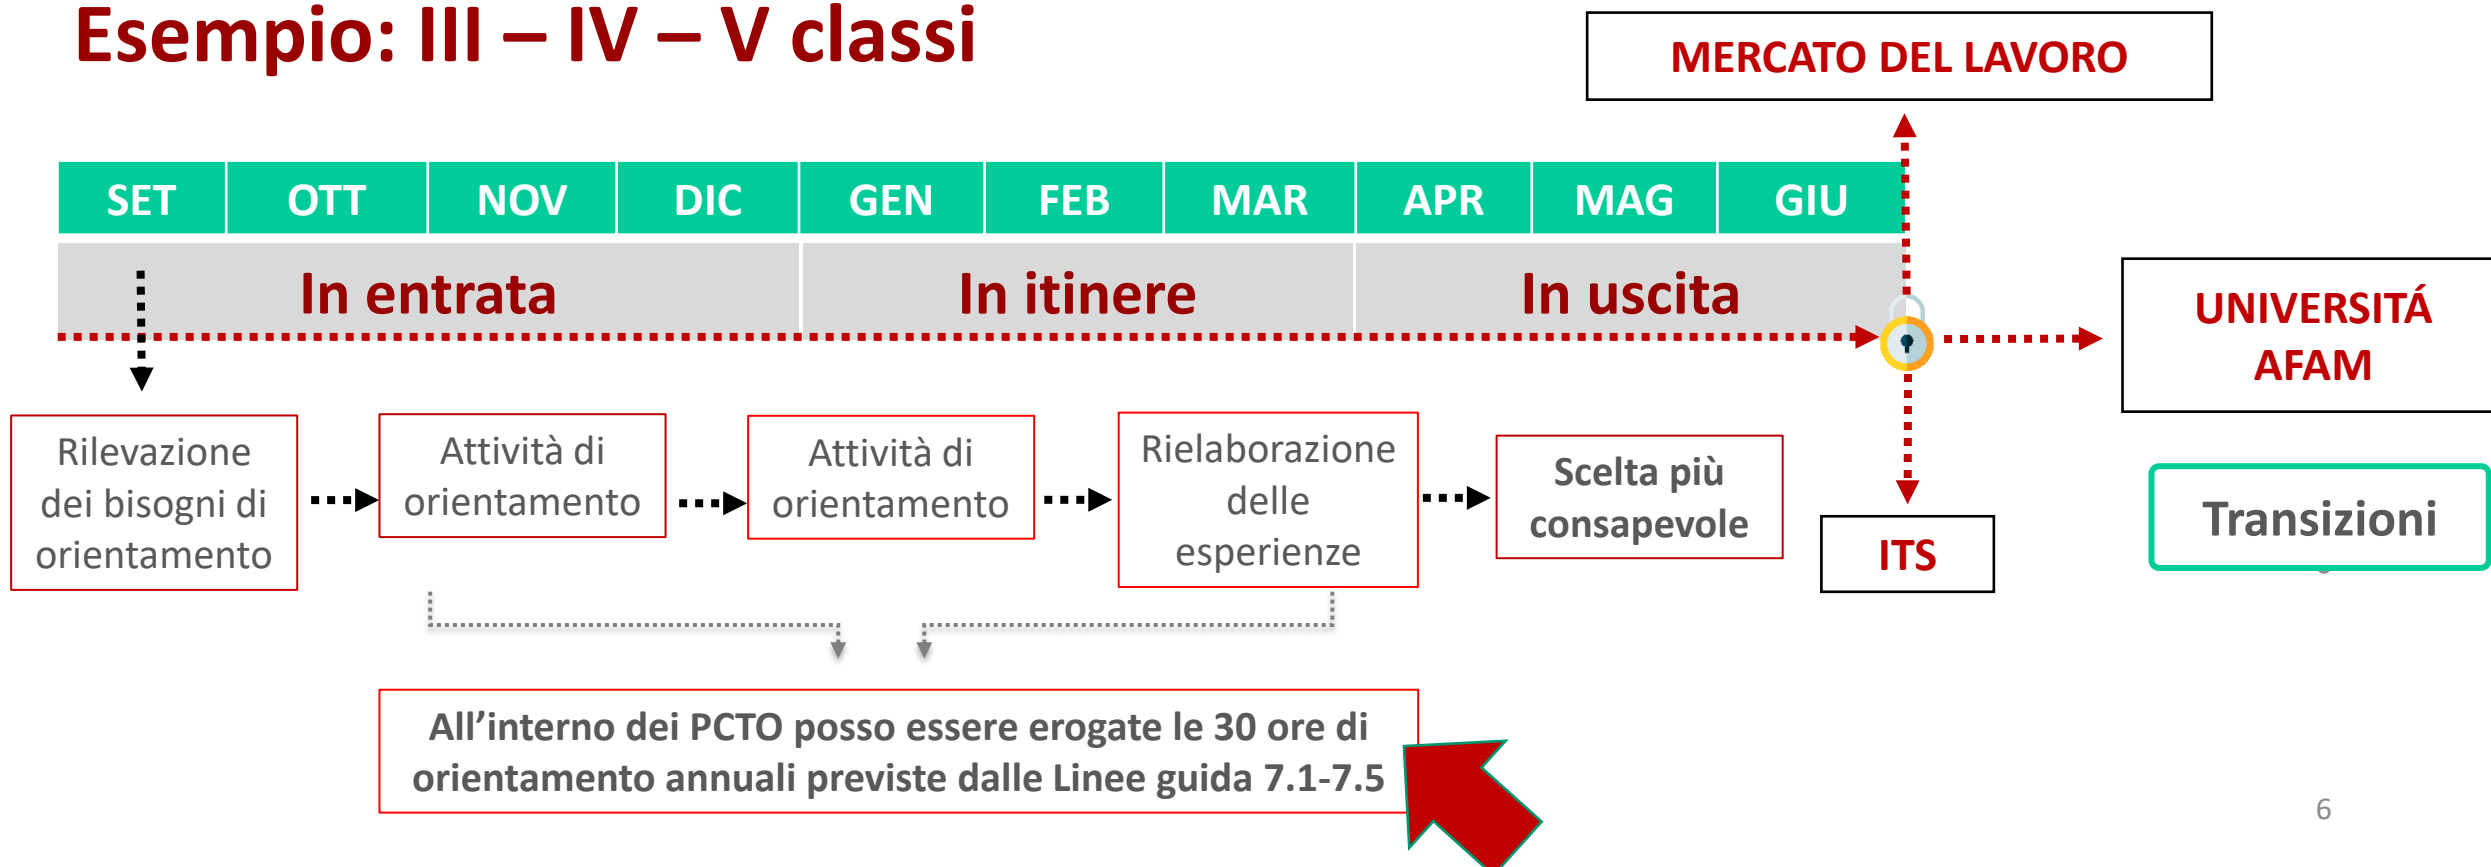 Esempio: III – IV – V classi
MERCATO DEL LAVORO
SET OTT NOV DIC GEN FEB MAR APR MAG GIU
In entrata In itinere In uscita
UNIVERSITÁ
AFAM
Rilevazione
dei bisogni di
orientamento
Attività di
orientamento
Attività di
orientamento
Rielaborazione
delle
esperienze
Scelta più
consapevole
ITS
Transizioni
All’interno dei PCTO posso essere erogate le 30 ore di
orientamento annuali previste dalle Linee guida 7.1-7.5
6